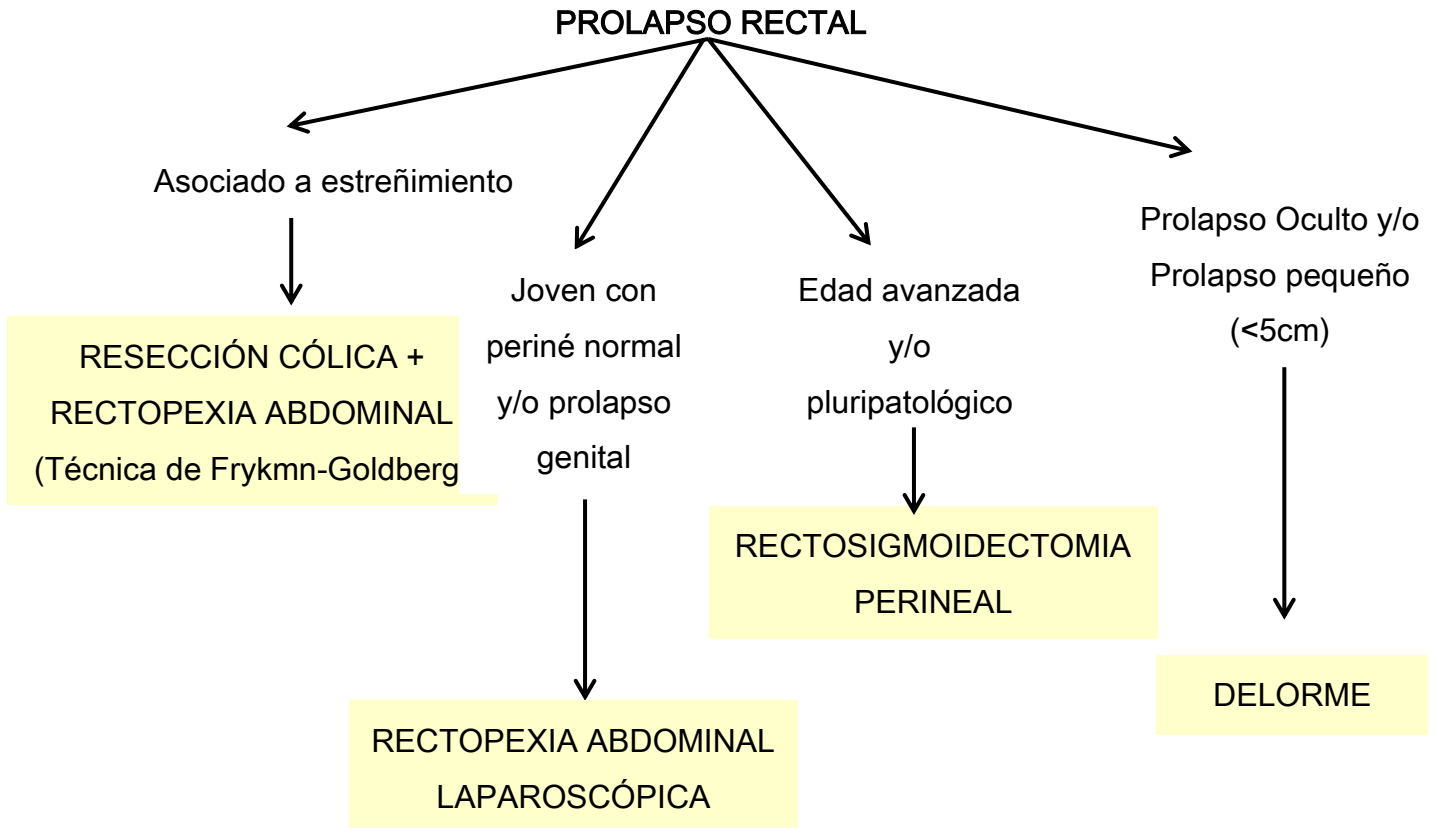 PROLAPSO RECTAL
Asociado a estreñimiento
RESECCIÓN CÓLICA +
RECTOPEXIA ABDOMINAL
(Técnica de Frykmn-Goldberg
Joven con
periné normal
y/o prolapso
genital
RECTOPEXIA ABDOMINAL
LAPAROSCÓPICA
Edad avanzada
y/o
pluripatológico
RECTOSIGMOIDECTOMIA
PERINEAL
Prolapso Oculto y/o
Prolapso pequeño
(<5cm)
DELORME